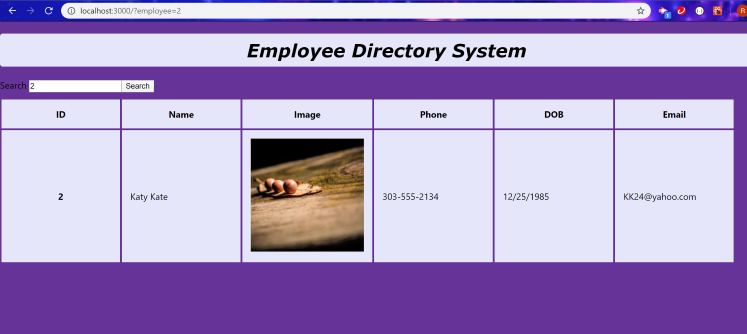 localhost:3000/?employee=2
Employee Directory System
Search 2 Search
ID Name Image Phone DOB Email
2 Katy Kate 303-555-2134 12/25/1985 KK24@yahoo.com